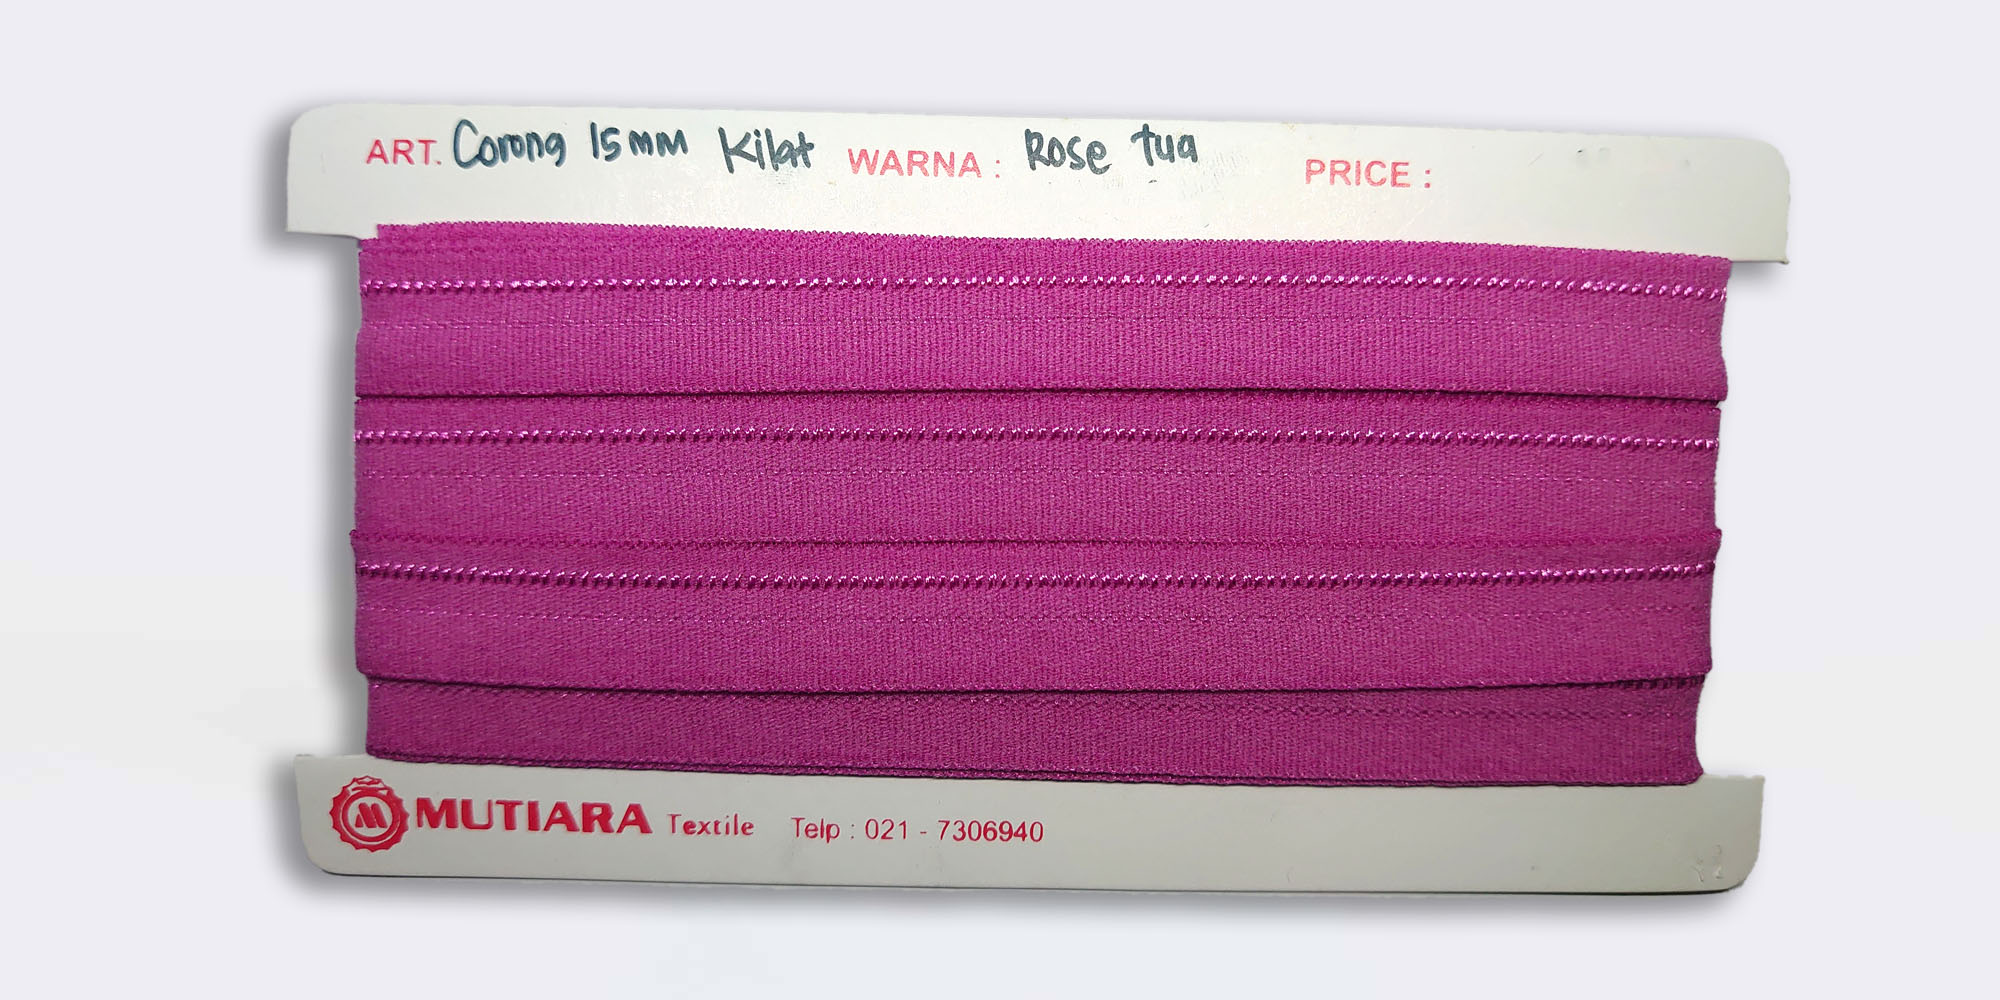 ART. Corong 15mm Kilat WARNA : Rose tua PRICE :
MUTIARA Textile Telp : 021 - 7306940